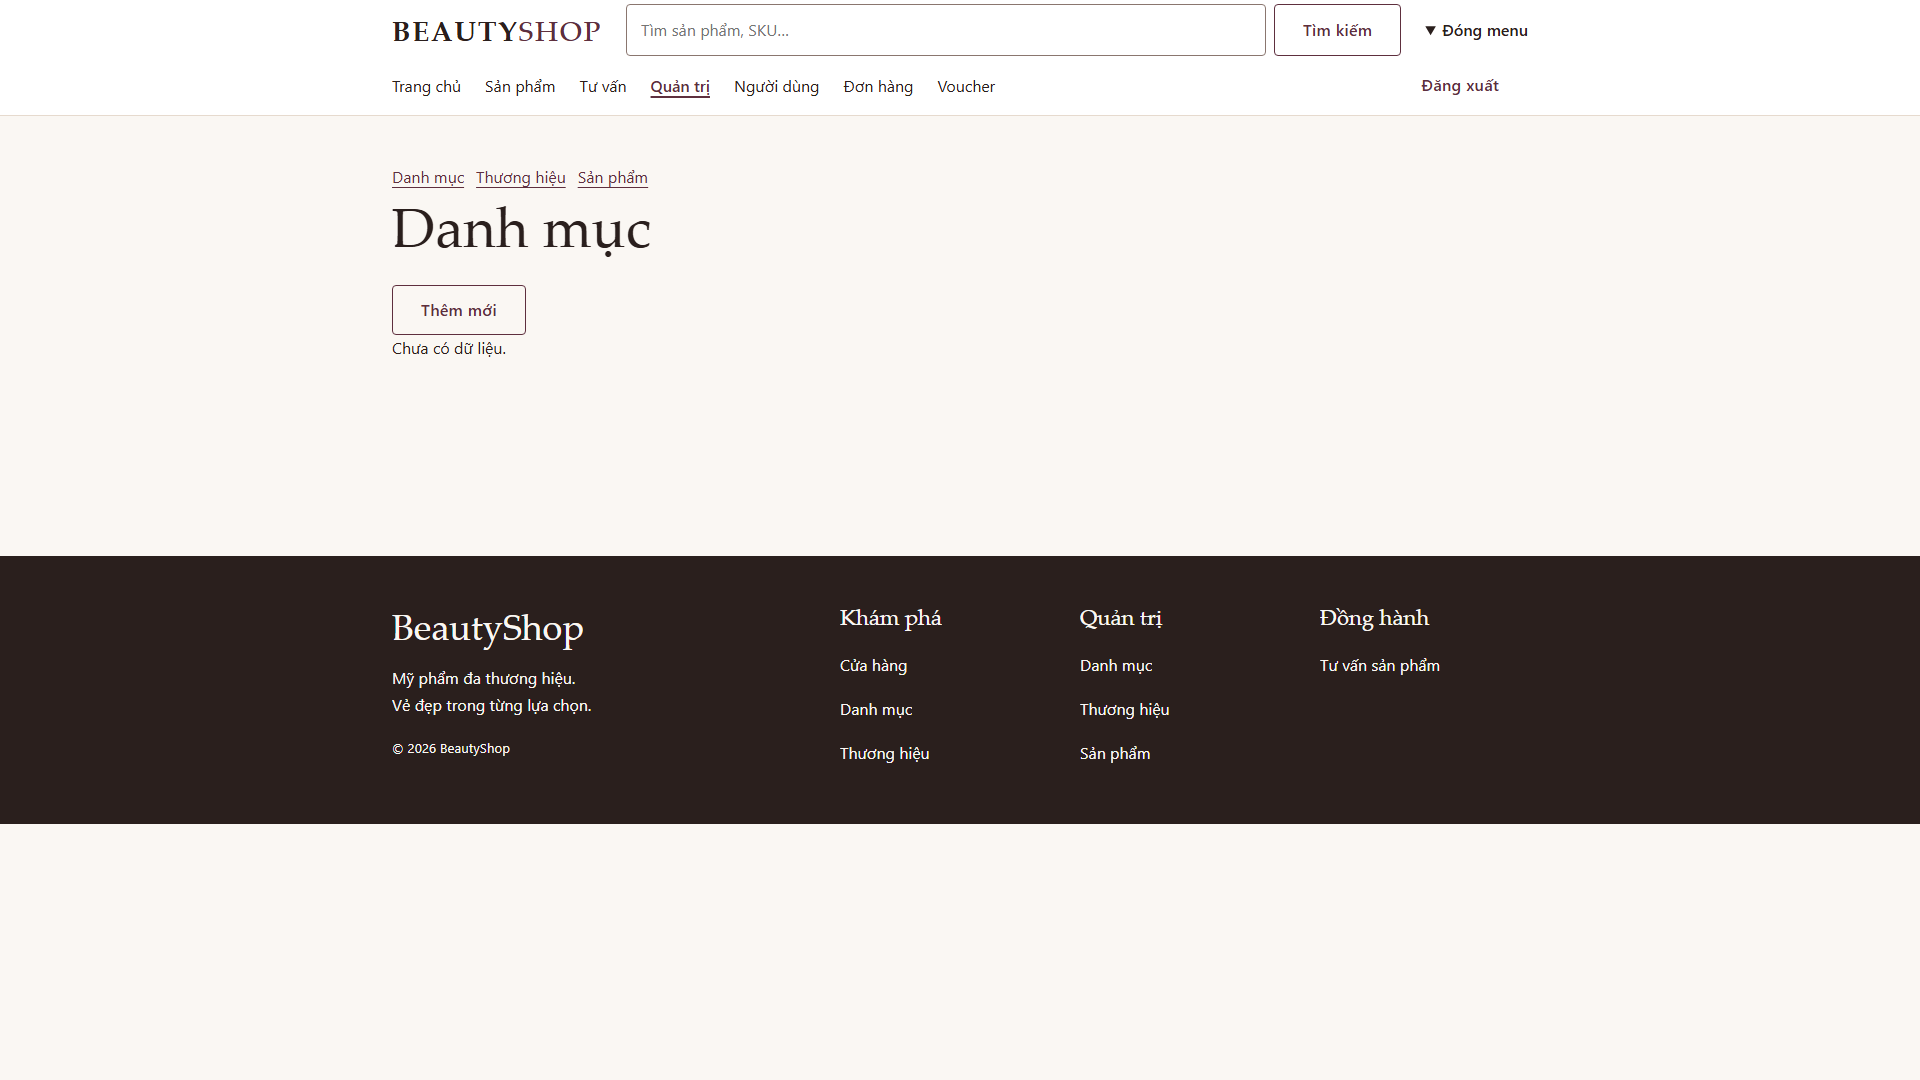 BEAUTYSHOP
Tìm sản phẩm, SKU...
Tìm kiếm
▼ Đóng menu
Trang chủ Sản phẩm Tư vấn Quản trị Người dùng Đơn hàng Voucher
Đăng xuất
Danh mục Thương hiệu Sản phẩm
Danh mục
Thêm mới
Chưa có dữ liệu.
BeautyShop
Mỹ phẩm đa thương hiệu.
Vẻ đẹp trong từng lựa chọn.
© 2026 BeautyShop
Khám phá
Cửa hàng
Danh mục
Thương hiệu
Quản trị
Danh mục
Thương hiệu
Sản phẩm
Đồng hành
Tư vấn sản phẩm